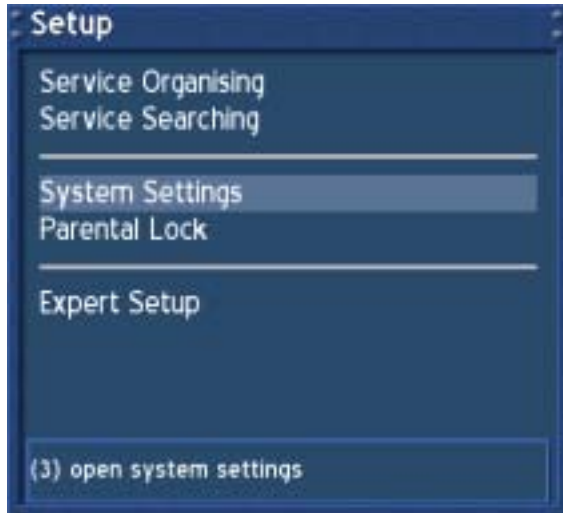 Setup
Service Organising
Service Searching
System Settings
Parental Lock
Expert Setup
(3) open system settings